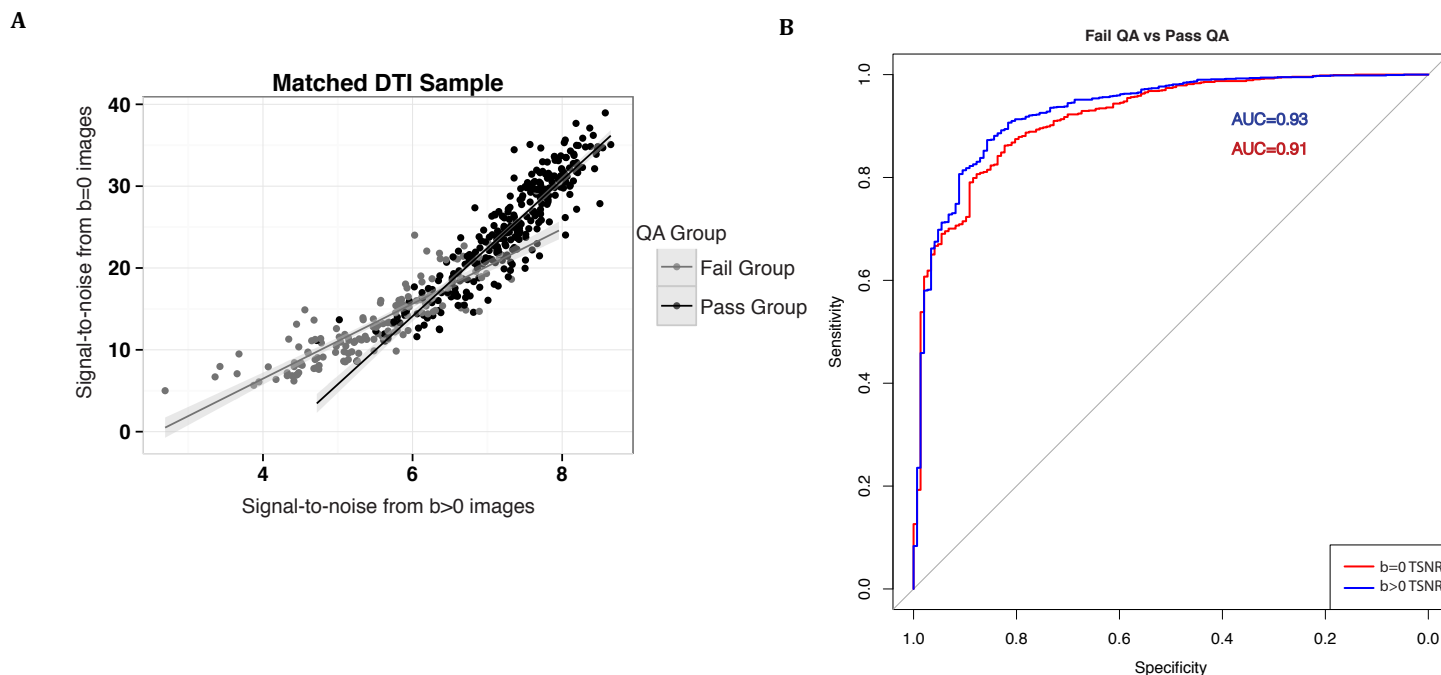 A
Matched DTI Sample
Signal-to-noise from b=0 images
40
30
20
10
0
4 6 8
Signal-to-noise from b>0 images
QA Group
Fail Group
Pass Group
B
Fail QA vs Pass QA
Sensitivity
1.0
0.8
0.6
0.4
0.2
0.0
AUC=0.93
AUC=0.91
b=0 TSNR
b>0 TSNR
1.0 0.8 0.6 0.4 0.2 0.0
Specificity